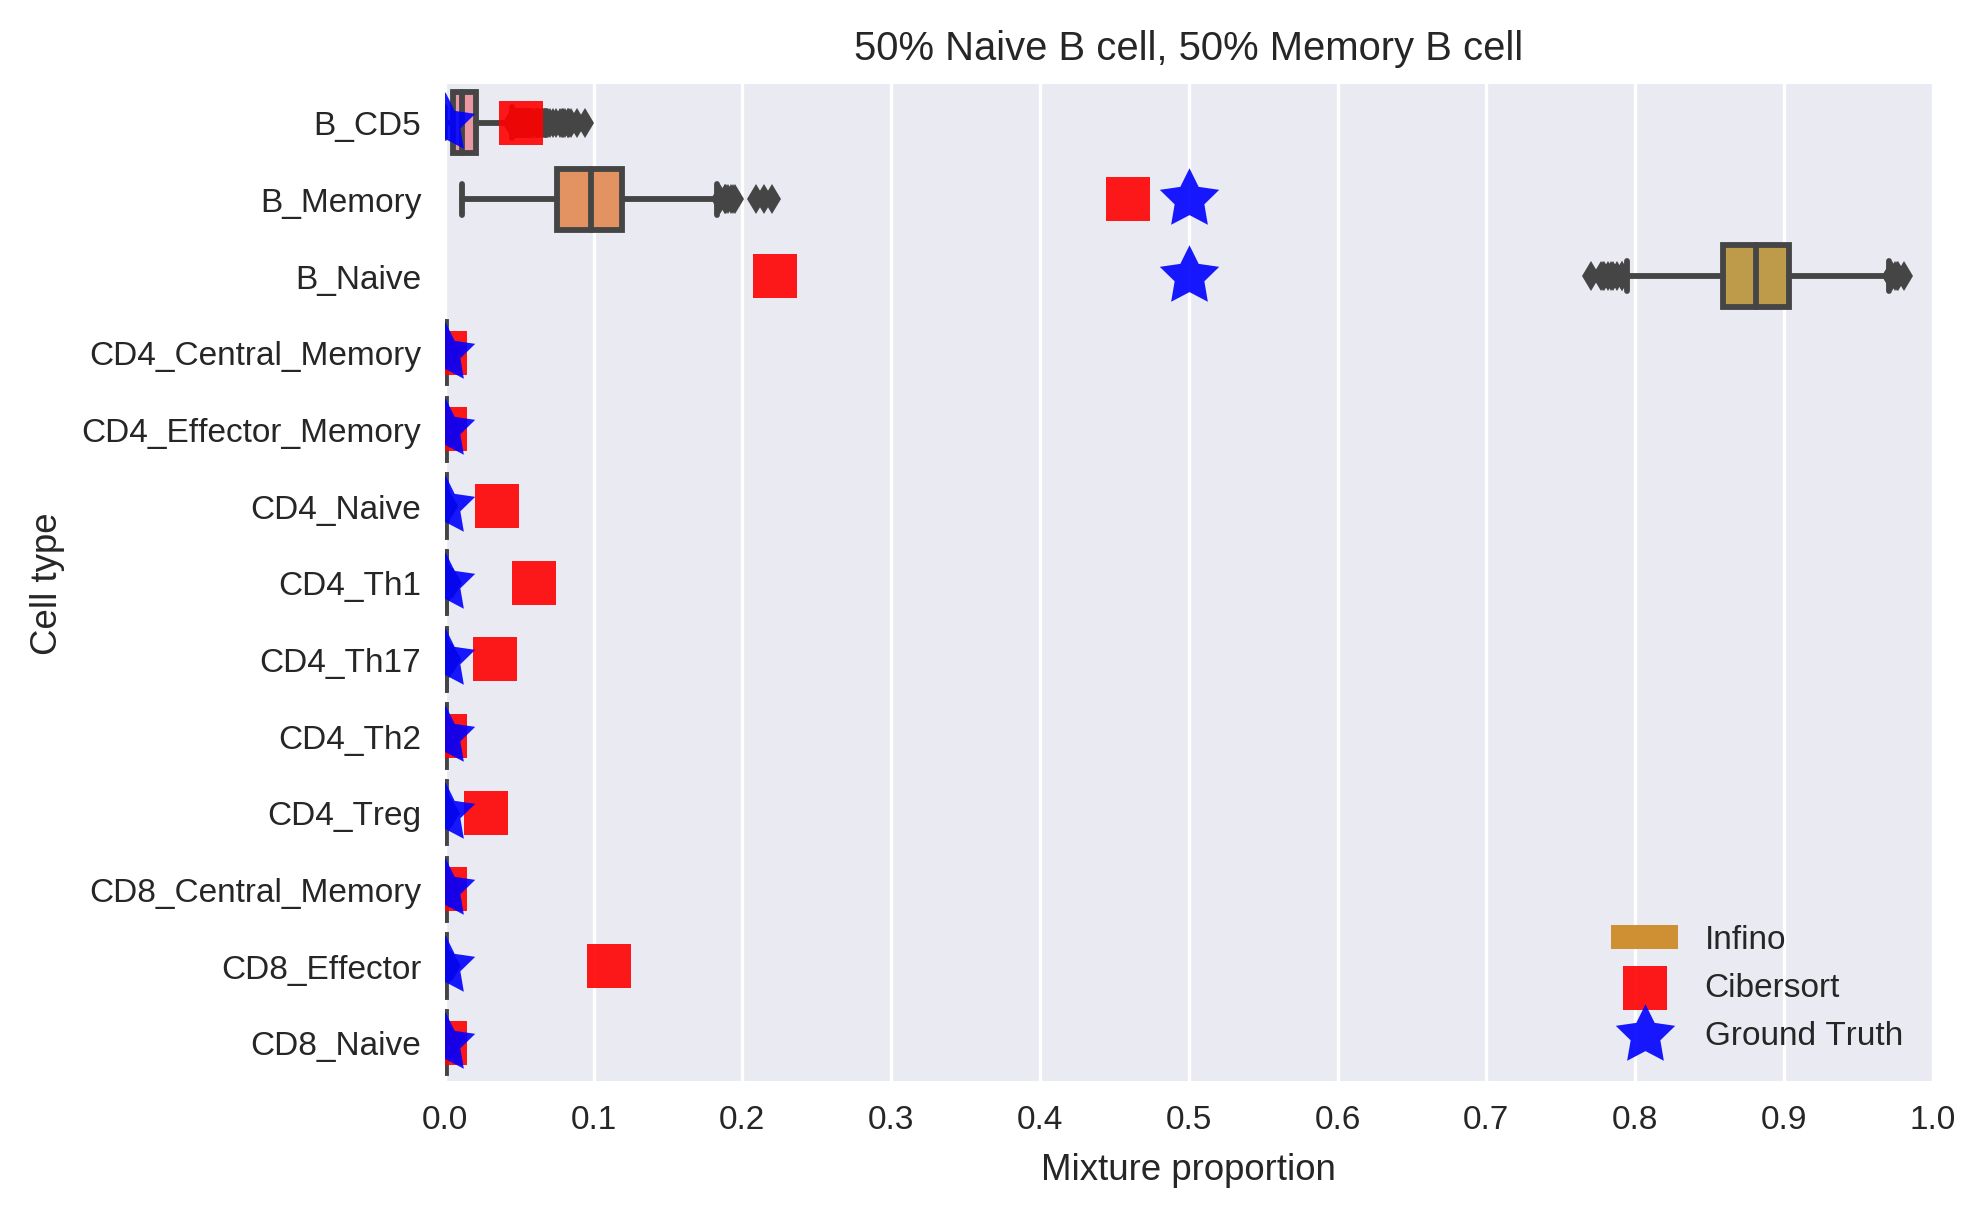 50% Naive B cell, 50% Memory B cell
B_CD5
B_Memory
B_Naive
CD4_Central_Memory
CD4_Effector_Memory
CD4_Naive
CD4_Th1
CD4_Th17
CD4_Th2
CD4_Treg
CD8_Central_Memory
CD8_Effector
CD8_Naive
Cell type
Infino
Cibersort
Ground Truth
0.0 0.1 0.2 0.3 0.4 0.5 0.6 0.7 0.8 0.9 1.0
Mixture proportion